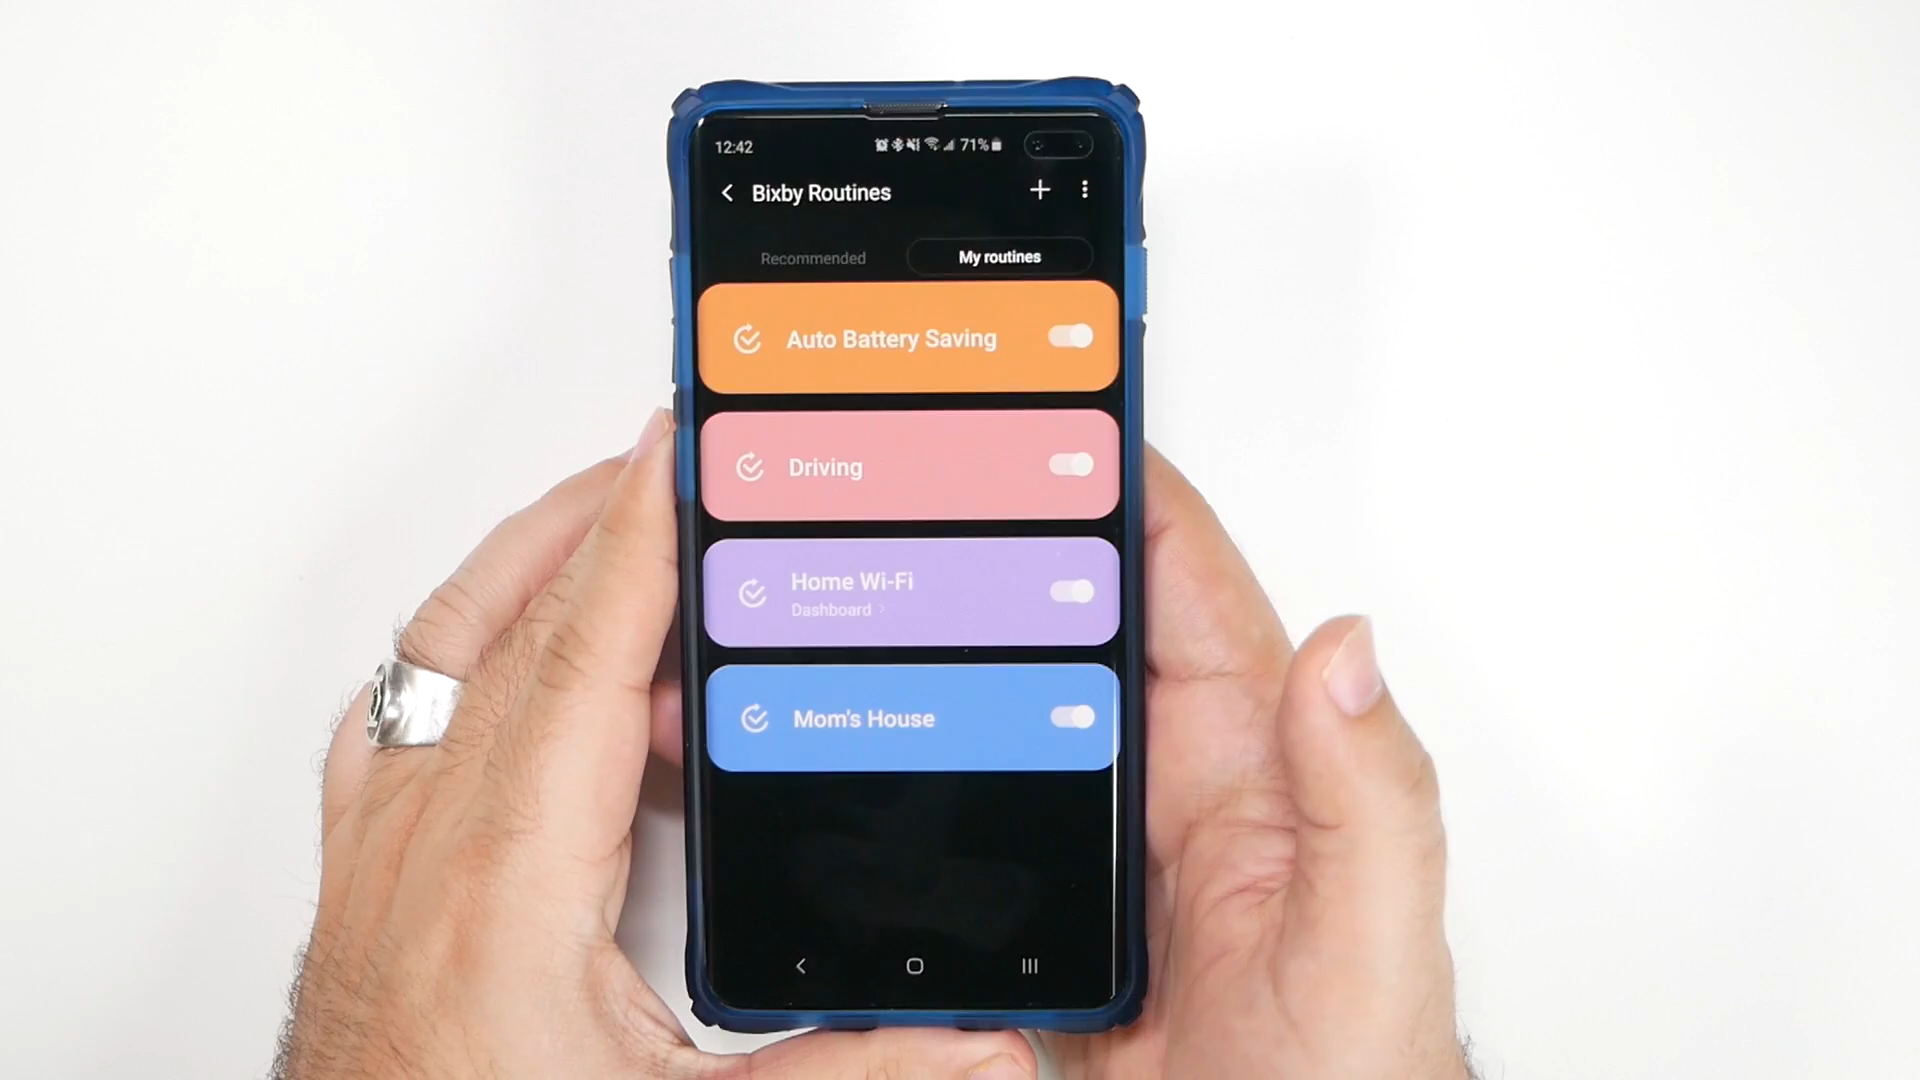 12:42
71%
Bixby Routines
Recommended
My routines
Auto Battery Saving
Driving
Home Wi-Fi
Dashboard
Mom's House